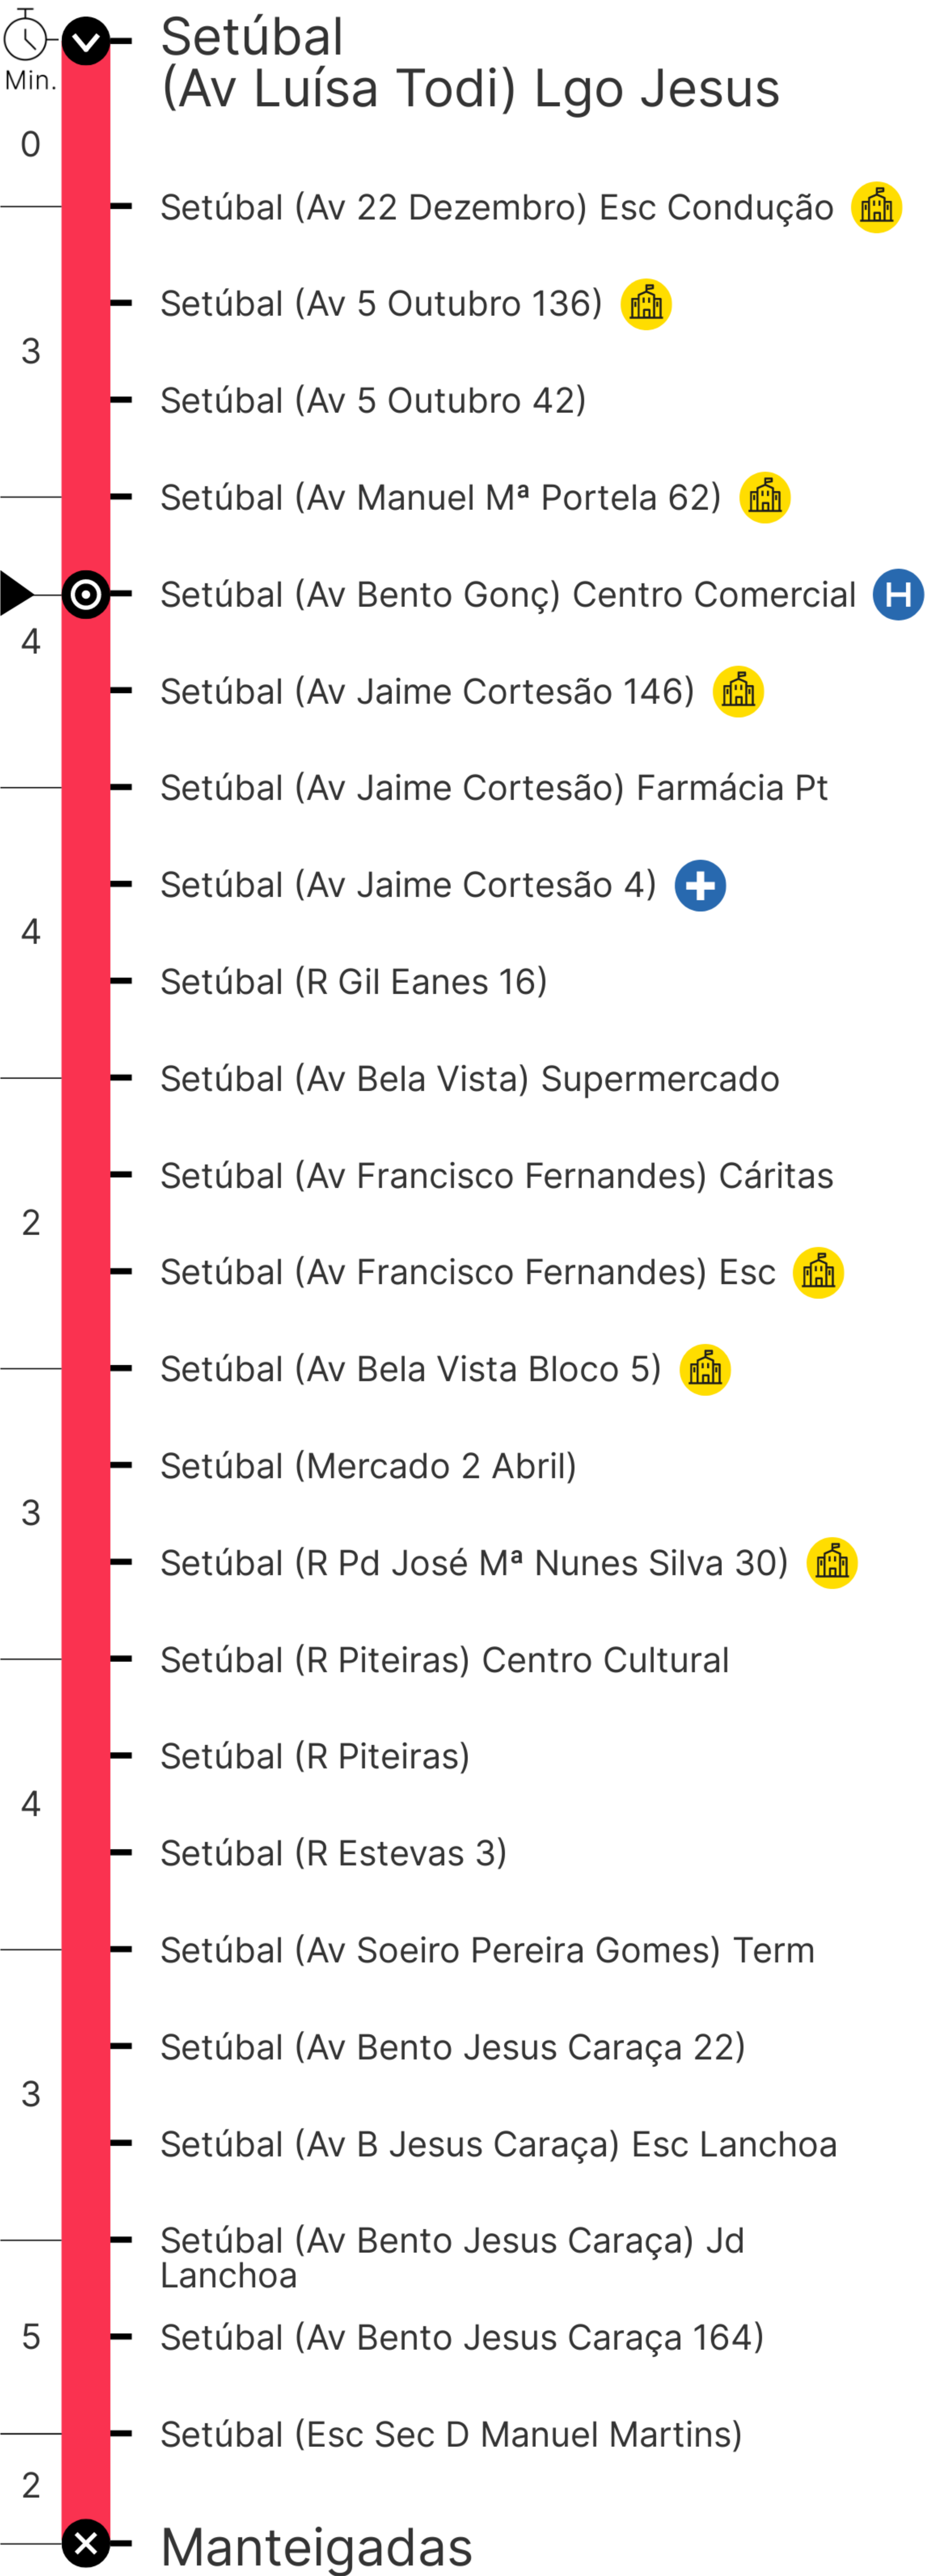 Setúbal
(Av Luísa Todi) Lgo Jesus
Min.
0
Setúbal (Av 22 Dezembro) Esc Condução
Setúbal (Av 5 Outubro 136)
3
Setúbal (Av 5 Outubro 42)
Setúbal (Av Manuel Mª Portela 62)
Setúbal (Av Bento Gonç) Centro Comercial H
4
Setúbal (Av Jaime Cortesão 146)
Setúbal (Av Jaime Cortesão) Farmácia Pt
Setúbal (Av Jaime Cortesão 4)
4
Setúbal (R Gil Eanes 16)
Setúbal (Av Bela Vista) Supermercado
Setúbal (Av Francisco Fernandes) Cáritas
2
Setúbal (Av Francisco Fernandes) Esc
Setúbal (Av Bela Vista Bloco 5)
Setúbal (Mercado 2 Abril)
3
Setúbal (R Pd José Mª Nunes Silva 30)
Setúbal (R Piteiras) Centro Cultural
Setúbal (R Piteiras)
4
Setúbal (R Estevas 3)
Setúbal (Av Soeiro Pereira Gomes) Term
Setúbal (Av Bento Jesus Caraça 22)
3
Setúbal (Av B Jesus Caraça) Esc Lanchoa
Setúbal (Av Bento Jesus Caraça) Jd
Lanchoa
5
Setúbal (Av Bento Jesus Caraça 164)
Setúbal (Esc Sec D Manuel Martins)
2
Manteigadas